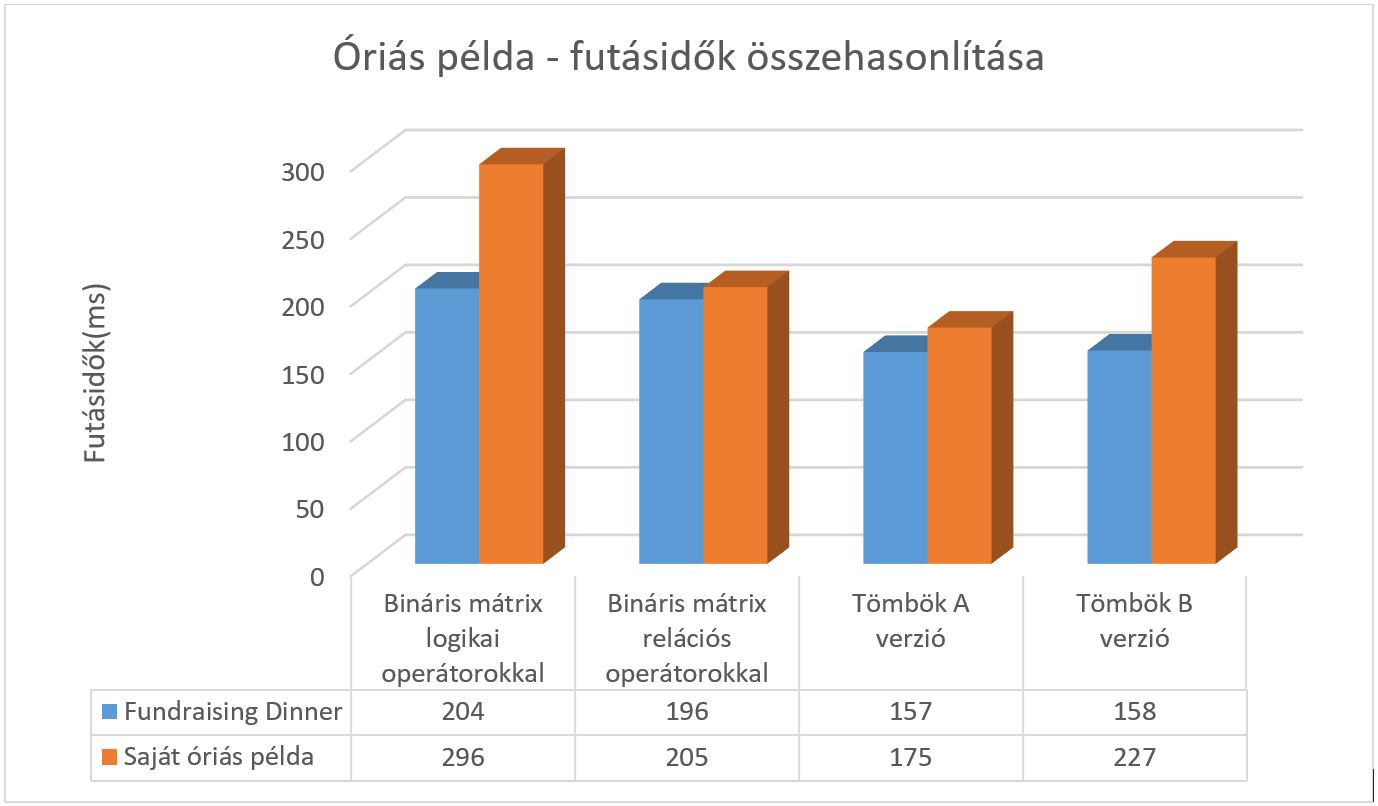 Óriás példa - futásidők összehasonlítása
Futásidők(ms)
300
250
200
150
100
50
0
Bináris mátrix
logikai
operátorokkal
Bináris mátrix
relációs
operátorokkal
Tömbök A
verzió
Tömbök B
verzió
Fundraising Dinner 204 196 157 158
Saját óriás példa 296 205 175 227